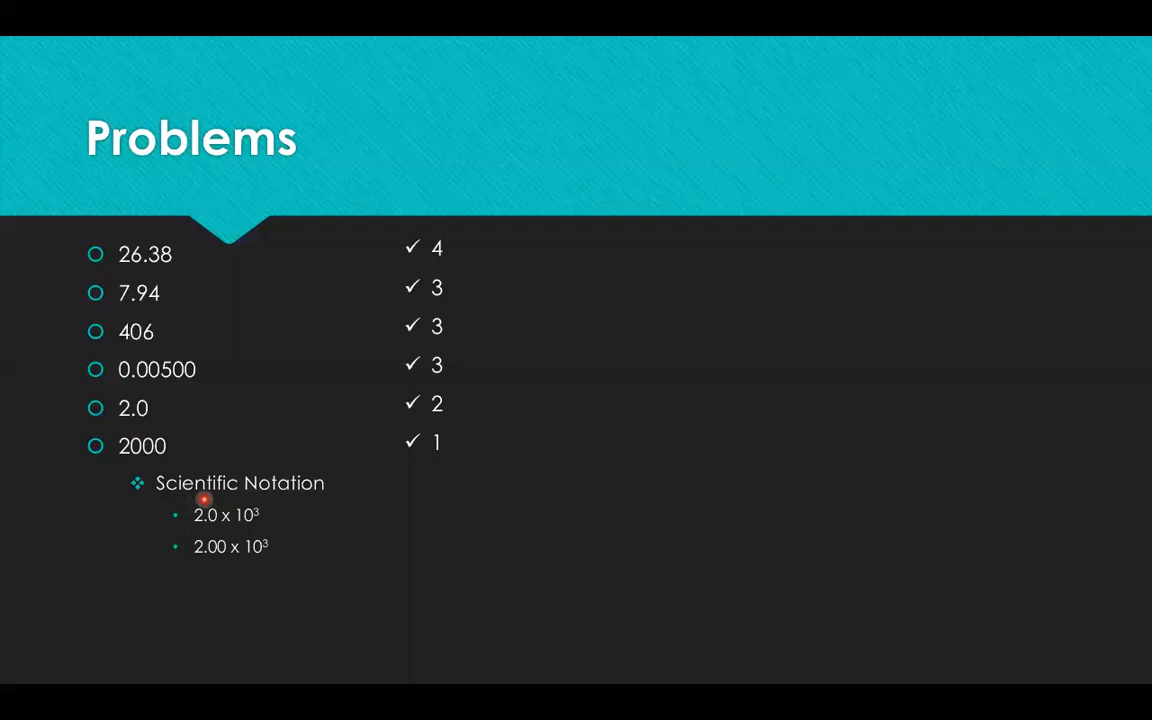 Problems
26.38 ✓ 4
7.94 ✓ 3
406 ✓ 3
0.00500 ✓ 3
2.0 ✓ 2
2000 ✓ 1
Scientific Notation
2.0 x 10³
2.00 x 10³